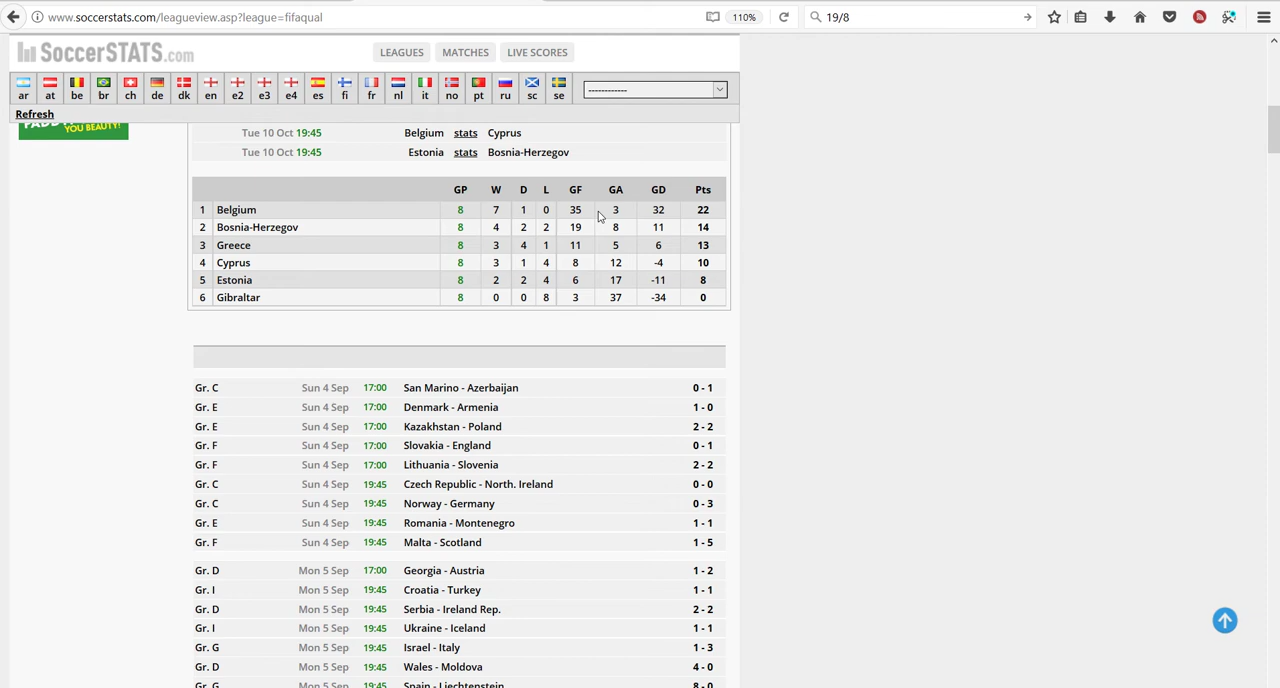 www.soccerstats.com/leagueview.asp?league=fifaqual 110% 19/8
SoccerSTATS.com LEAGUES MATCHES LIVE SCORES
ar at be br ch de dk en e2 e3 e4 es fi fr nl it no pt ru sc se ------------
Refresh
YOU BEAUTY!
Tue 10 Oct 19:45 Belgium stats Cyprus
Tue 10 Oct 19:45 Estonia stats Bosnia-Herzegov
GP W D L GF GA GD Pts
1 Belgium 8 7 1 0 35 3 32 22
2 Bosnia-Herzegov 8 4 2 2 19 8 11 14
3 Greece 8 3 4 1 11 5 6 13
4 Cyprus 8 3 1 4 8 12 -4 10
5 Estonia 8 2 2 4 6 17 -11 8
6 Gibraltar 8 0 0 8 3 37 -34 0
Gr. C Sun 4 Sep 17:00 San Marino - Azerbaijan 0 - 1
Gr. E Sun 4 Sep 17:00 Denmark - Armenia 1 - 0
Gr. E Sun 4 Sep 17:00 Kazakhstan - Poland 2 - 2
Gr. F Sun 4 Sep 17:00 Slovakia - England 0 - 1
Gr. F Sun 4 Sep 17:00 Lithuania - Slovenia 2 - 2
Gr. C Sun 4 Sep 19:45 Czech Republic - North. Ireland 0 - 0
Gr. C Sun 4 Sep 19:45 Norway - Germany 0 - 3
Gr. E Sun 4 Sep 19:45 Romania - Montenegro 1 - 1
Gr. F Sun 4 Sep 19:45 Malta - Scotland 1 - 5
Gr. D Mon 5 Sep 17:00 Georgia - Austria 1 - 2
Gr. I Mon 5 Sep 19:45 Croatia - Turkey 1 - 1
Gr. D Mon 5 Sep 19:45 Serbia - Ireland Rep. 2 - 2
Gr. I Mon 5 Sep 19:45 Ukraine - Iceland 1 - 1
Gr. G Mon 5 Sep 19:45 Israel - Italy 1 - 3
Gr. D Mon 5 Sep 19:45 Wales - Moldova 4 - 0
Gr. G Mon 5 Sep 19:45 Spain - Liechtenstein 8 - 0